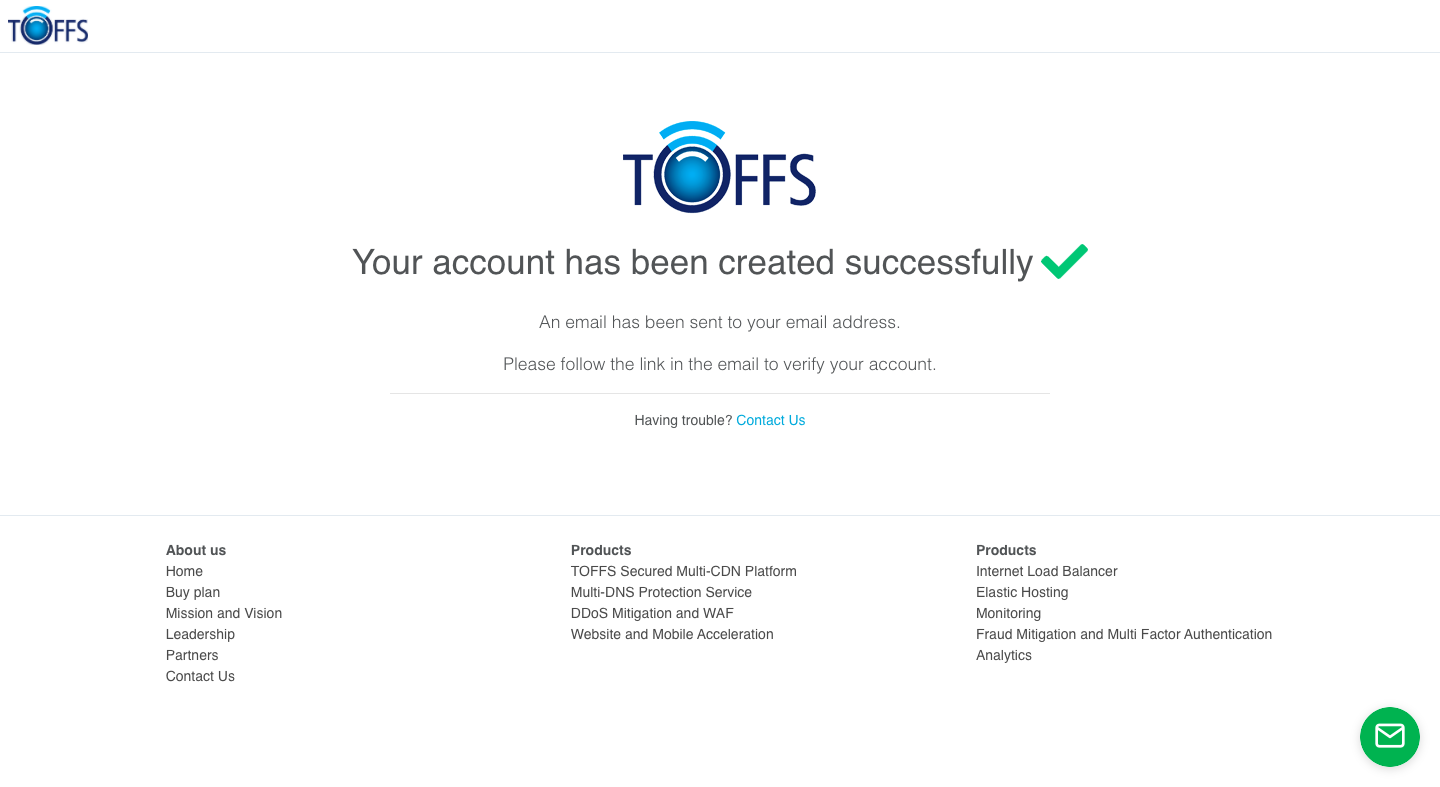 TOFFS
TOFFS
Your account has been created successfully
An email has been sent to your email address.
Please follow the link in the email to verify your account.
Having trouble? Contact Us
About us
Home
Buy plan
Mission and Vision
Leadership
Partners
Contact Us
Products
TOFFS Secured Multi-CDN Platform
Multi-DNS Protection Service
DDoS Mitigation and WAF
Website and Mobile Acceleration
Products
Internet Load Balancer
Elastic Hosting
Monitoring
Fraud Mitigation and Multi Factor Authentication
Analytics